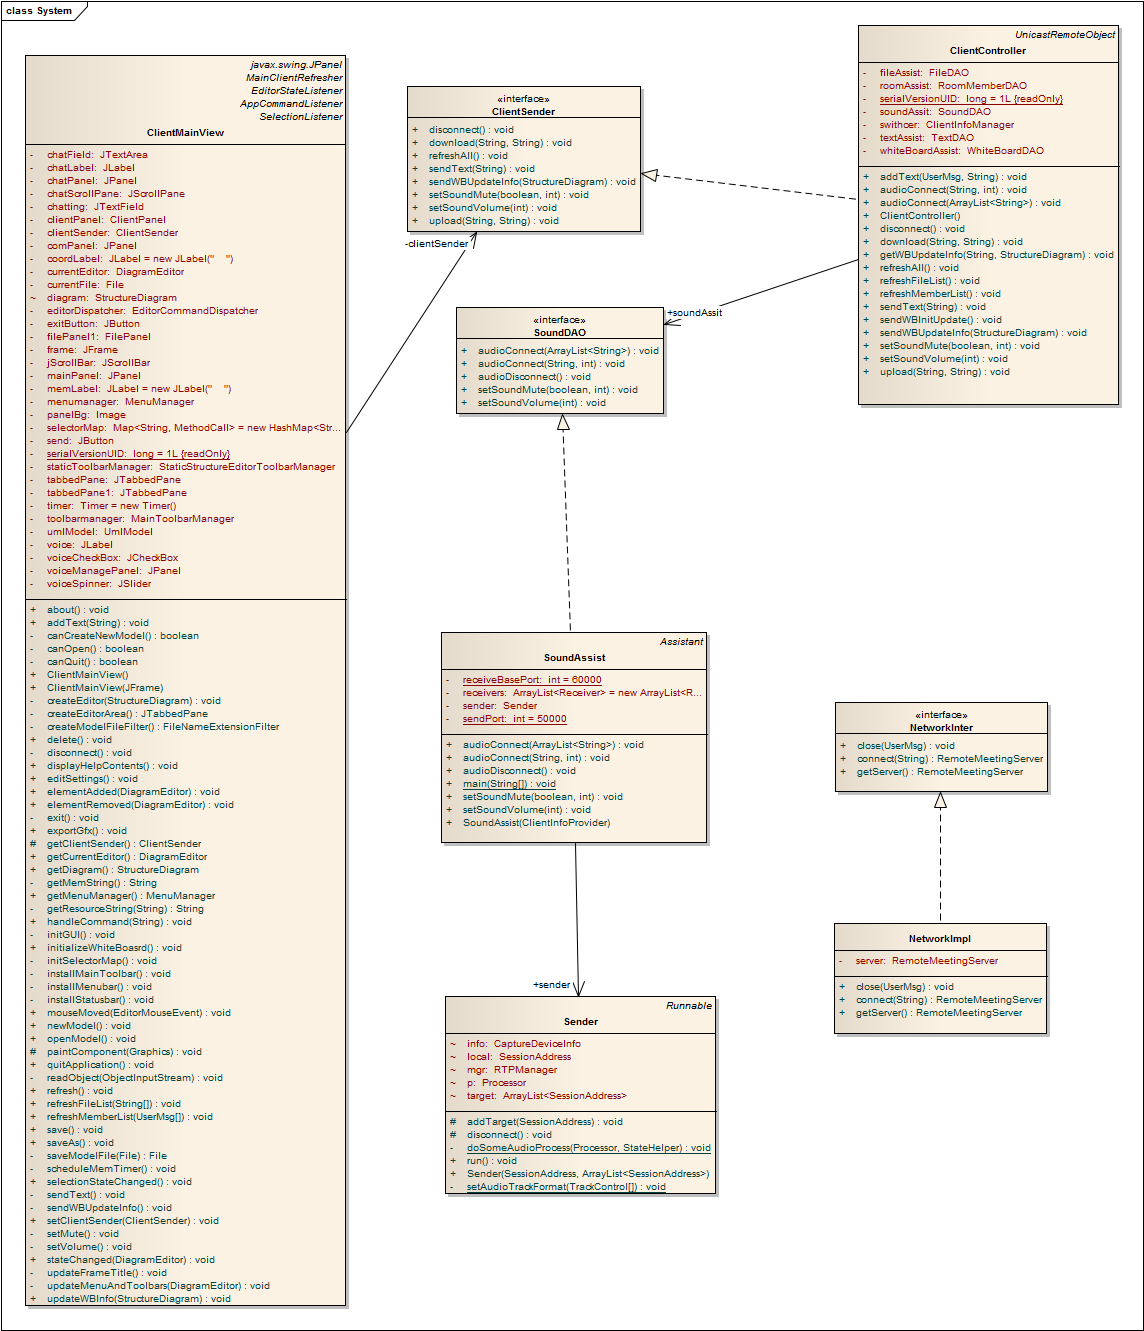 class System
javax.swing.JPanel
MainClientRefresher
EditorStateListener
AppCommandListener
SelectionListener
ClientMainView
- chatField: JTextArea
- chatLabel: JLabel
- chatPanel: JPanel
- chatScrollPane: JScrollPane
- chatting: JTextField
- clientPanel: ClientPanel
- clientSender: ClientSender
- comPanel: JPanel
- coordLabel: JLabel = new JLabel("    ")
- currentEditor: DiagramEditor
- currentFile: File
~ diagram: StructureDiagram
- editorDispatcher: EditorCommandDispatcher
- exitButton: JButton
- filePanel1: FilePanel
- frame: JFrame
- jScrollBar: JScrollBar
- mainPanel: JPanel
- memLabel: JLabel = new JLabel("    ")
- menumanager: MenuManager
- panelBg: Image
- selectorMap: Map<String, MethodCall> = new HashMap<Str...
- send: JButton
- serialVersionUID: long = 1L {readOnly}
- staticToolbarManager: StaticStructureEditorToolbarManager
- tabbedPane: JTabbedPane
- tabbedPane1: JTabbedPane
- timer: Timer = new Timer()
- toolbarmanager: MainToolbarManager
- umlModel: UmlModel
- voice: JLabel
- voiceCheckBox: JCheckBox
- voiceManagePanel: JPanel
- voiceSpinner: JSlider
+ about() : void
+ addText(String) : void
- canCreateNewModel() : boolean
- canOpen() : boolean
- canQuit() : boolean
+ ClientMainView()
+ ClientMainView(JFrame)
- createEditor(StructureDiagram) : void
- createEditorArea() : JTabbedPane
- createModelFileFilter() : FileNameExtensionFilter
+ delete() : void
- disconnect() : void
+ displayHelpContents() : void
+ editSettings() : void
+ elementAdded(DiagramEditor) : void
+ elementRemoved(DiagramEditor) : void
- exit() : void
+ exportGfx() : void
# getClientSender() : ClientSender
+ getCurrentEditor() : DiagramEditor
+ getDiagram() : StructureDiagram
- getMemString() : String
+ getMenuManager() : MenuManager
- getResourceString(String) : String
+ handleCommand(String) : void
- initGUI() : void
+ initializeWhiteBoasrd() : void
- initSelectorMap() : void
- installMainToolbar() : void
- installMenubar() : void
- installStatusbar() : void
+ mouseMoved(EditorMouseEvent) : void
+ newModel() : void
+ openModel() : void
# paintComponent(Graphics) : void
+ quitApplication() : void
- readObject(ObjectInputStream) : void
+ refresh() : void
+ refreshFileList(String[]) : void
+ refreshMemberList(UserMsg[]) : void
+ save() : void
+ saveAs() : void
- saveModelFile(File) : File
- scheduleMemTimer() : void
+ selectionStateChanged() : void
- sendText() : void
- sendWBUpdateInfo() : void
+ setClientSender(ClientSender) : void
- setMute() : void
- setVolume() : void
+ stateChanged(DiagramEditor) : void
- updateFrameTitle() : void
- updateMenuAndToolbars(DiagramEditor) : void
+ updateWBInfo(StructureDiagram) : void
«interface»
ClientSender
+ disconnect() : void
+ download(String, String) : void
+ refreshAll() : void
+ sendText(String) : void
+ sendWBUpdateInfo(StructureDiagram) : void
+ setSoundMute(boolean, int) : void
+ setSoundVolume(int) : void
+ upload(String, String) : void
-clientSender
UnicastRemoteObject
ClientController
- fileAssist: FileDAO
- roomAssist: RoomMemberDAO
- serialVersionUID: long = 1L {readOnly}
- soundAssit: SoundDAO
- swithcer: ClientInfoManager
- textAssist: TextDAO
- whiteBoardAssist: WhiteBoardDAO
+ addText(UserMsg, String) : void
+ audioConnect(String, int) : void
+ audioConnect(ArrayList<String>) : void
+ ClientController()
+ disconnect() : void
+ download(String, String) : void
+ getWBUpdateInfo(String, StructureDiagram) : void
+ refreshAll() : void
+ refreshFileList() : void
+ refreshMemberList() : void
+ sendText(String) : void
+ sendWBInitUpdate() : void
+ sendWBUpdateInfo(StructureDiagram) : void
+ setSoundMute(boolean, int) : void
+ setSoundVolume(int) : void
+ upload(String, String) : void
+soundAssit
«interface»
SoundDAO
+ audioConnect(ArrayList<String>) : void
+ audioConnect(String, int) : void
+ audioDisconnect() : void
+ setSoundMute(boolean, int) : void
+ setSoundVolume(int) : void
Assistant
SoundAssist
- receiveBasePort: int = 60000
- receivers: ArrayList<Receiver> = new ArrayList<R...
- sender: Sender
- sendPort: int = 50000
+ audioConnect(ArrayList<String>) : void
+ audioConnect(String, int) : void
+ audioDisconnect() : void
+ main(String[]) : void
+ setSoundMute(boolean, int) : void
+ setSoundVolume(int) : void
+ SoundAssist(ClientInfoProvider)
+sender
Runnable
Sender
~ info: CaptureDeviceInfo
~ local: SessionAddress
~ mgr: RTPManager
~ p: Processor
~ target: ArrayList<SessionAddress>
# addTarget(SessionAddress) : void
# disconnect() : void
- doSomeAudioProcess(Processor, StateHelper) : void
+ run() : void
+ Sender(SessionAddress, ArrayList<SessionAddress>)
- setAudioTrackFormat(TrackControl[]) : void
«interface»
NetworkInter
+ close(UserMsg) : void
+ connect(String) : RemoteMeetingServer
+ getServer() : RemoteMeetingServer
NetworkImpl
- server: RemoteMeetingServer
+ close(UserMsg) : void
+ connect(String) : RemoteMeetingServer
+ getServer() : RemoteMeetingServer